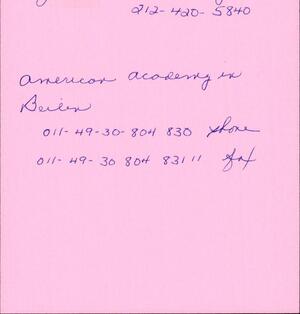 212-420-5840
American Academy in
Berlin
011-49-30-804 830 phone
011-49-30 804 83111 fax